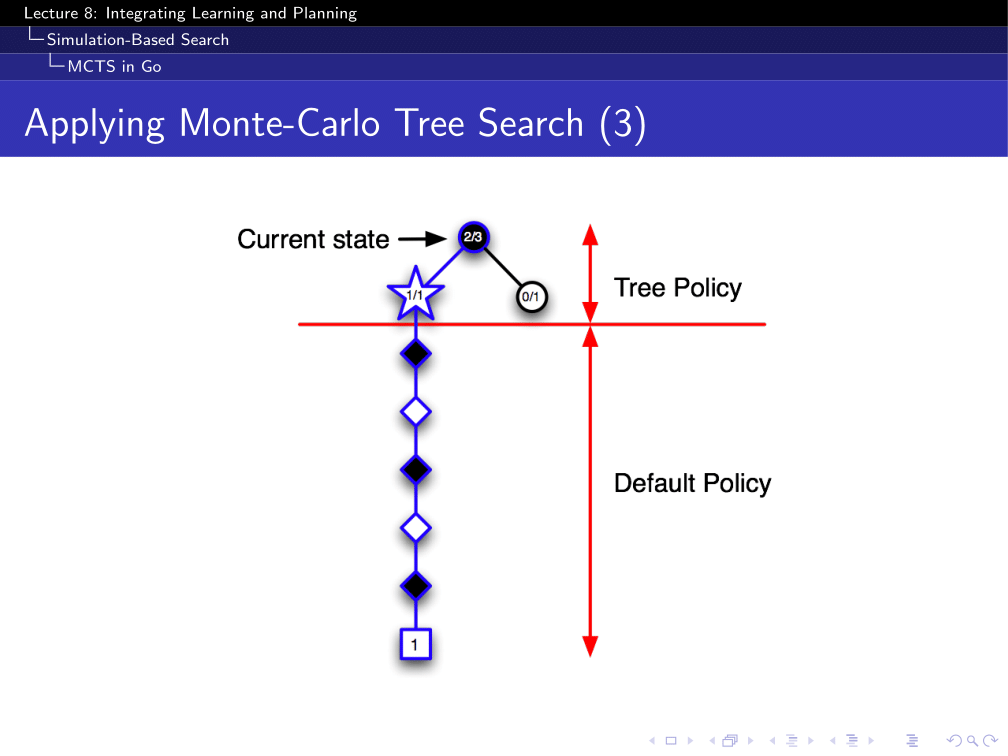 Lecture 8: Integrating Learning and Planning
Simulation-Based Search
MCTS in Go
Applying Monte-Carlo Tree Search (3)
Current state
2/3
1/1
0/1
Tree Policy
Default Policy
1